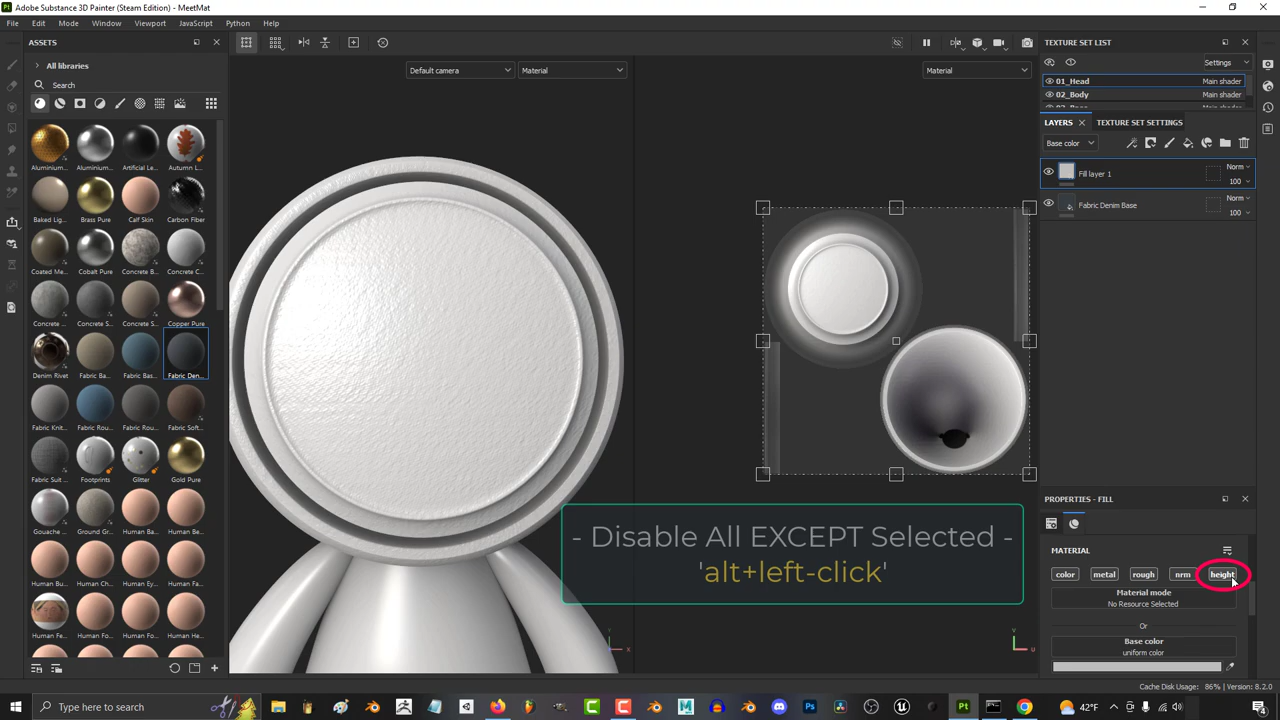 Adobe Substance 3D Painter (Steam Edition) - MeetMat
File Edit Mode Window Viewport JavaScript Python Help
ASSETS
All libraries
Search
Aluminium... Aluminium... Artificial Le... Autumn L...
Baked Lig... Brass Pure Calf Skin Carbon Fiber
Coated Me... Cobalt Pure Concrete B... Concrete C...
Concrete ... Concrete S... Concrete S... Copper Pure
Denim Rivet Fabric Ba... Fabric Bas... Fabric Den...
Fabric Knit... Fabric Rou... Fabric Rou... Fabric Soft...
Fabric Suit ... Footprints Glitter Gold Pure
Gouache ... Ground Gr... Human Ba... Human Be...
Human Bu... Human Ch... Human Ey... Human Fa...
Human Fe... Human Fo... Human Fo... Human He...
Default camera Material
Material
- Disable All EXCEPT Selected -
'alt+left-click'
X
V
U
TEXTURE SET LIST
Settings
01_Head Main shader
02_Body Main shader
LAYERS TEXTURE SET SETTINGS
Base color
Fill layer 1 Norm
100
Fabric Denim Base Norm
100
PROPERTIES - FILL
MATERIAL
color metal rough nrm height
Material mode
No Resource Selected
Or
Base color
uniform color
Cache Disk Usage: 86% | Version: 8.2.0
Type here to search
42°F